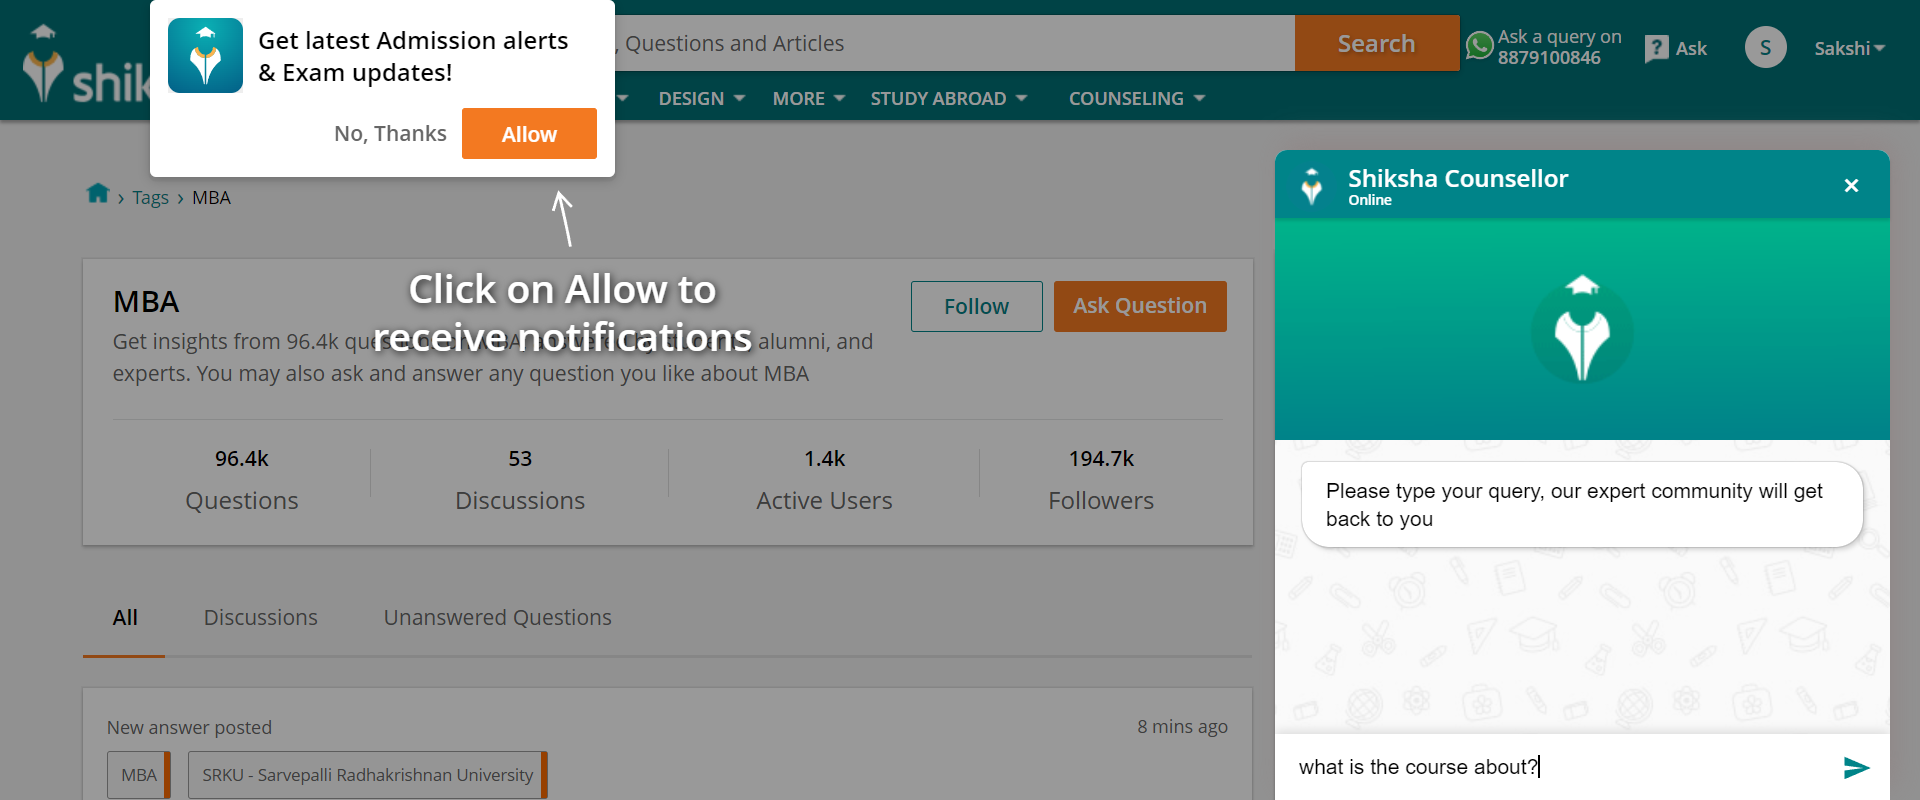 Get latest Admission alerts
& Exam updates!
No, Thanks
Allow
shik
, Questions and Articles
Search
Ask a query on
8879100846
? Ask
S
Sakshi
DESIGN
MORE
STUDY ABROAD
COUNSELING
› Tags › MBA
Click on Allow to
receive notifications
MBA
Follow
Ask Question
Get insights from 96.4k alumni, and
experts. You may also ask and answer any question you like about MBA
96.4k
Questions
53
Discussions
1.4k
Active Users
194.7k
Followers
All
Discussions
Unanswered Questions
New answer posted
8 mins ago
MBA
SRKU - Sarvepalli Radhakrishnan University
Shiksha Counsellor
Online
×
Please type your query, our expert community will get
back to you
what is the course about?